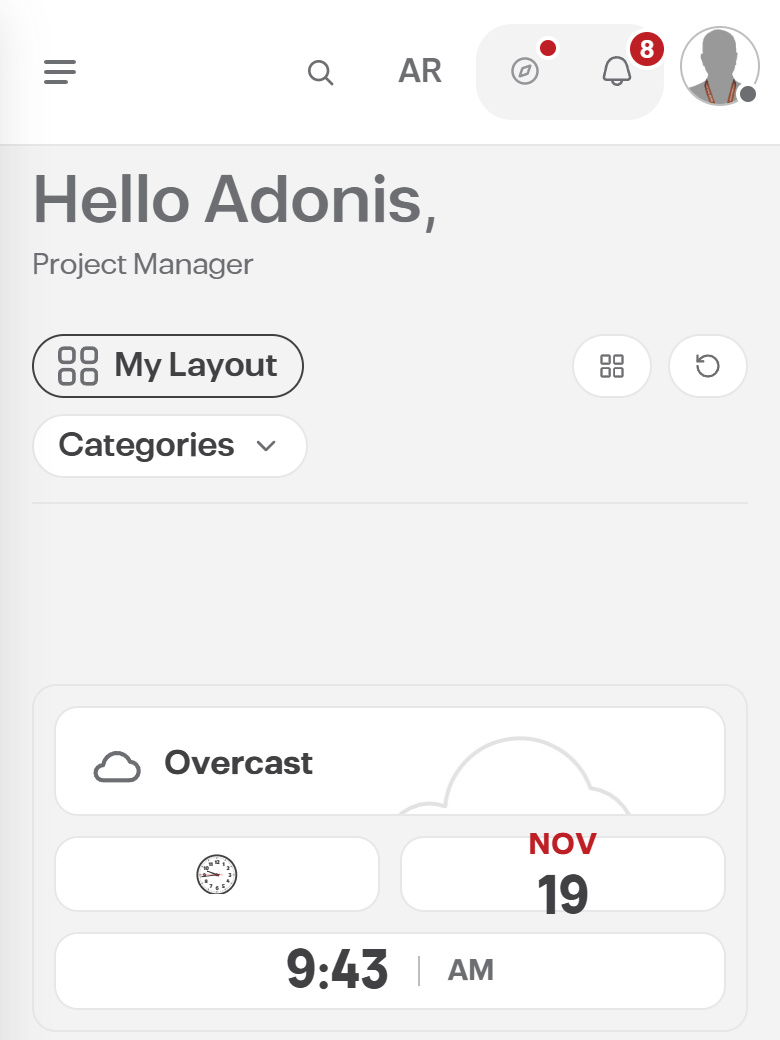 AR
8
Hello Adonis,
Project Manager
My Layout
Categories
Overcast
NOV
19
9:43 AM